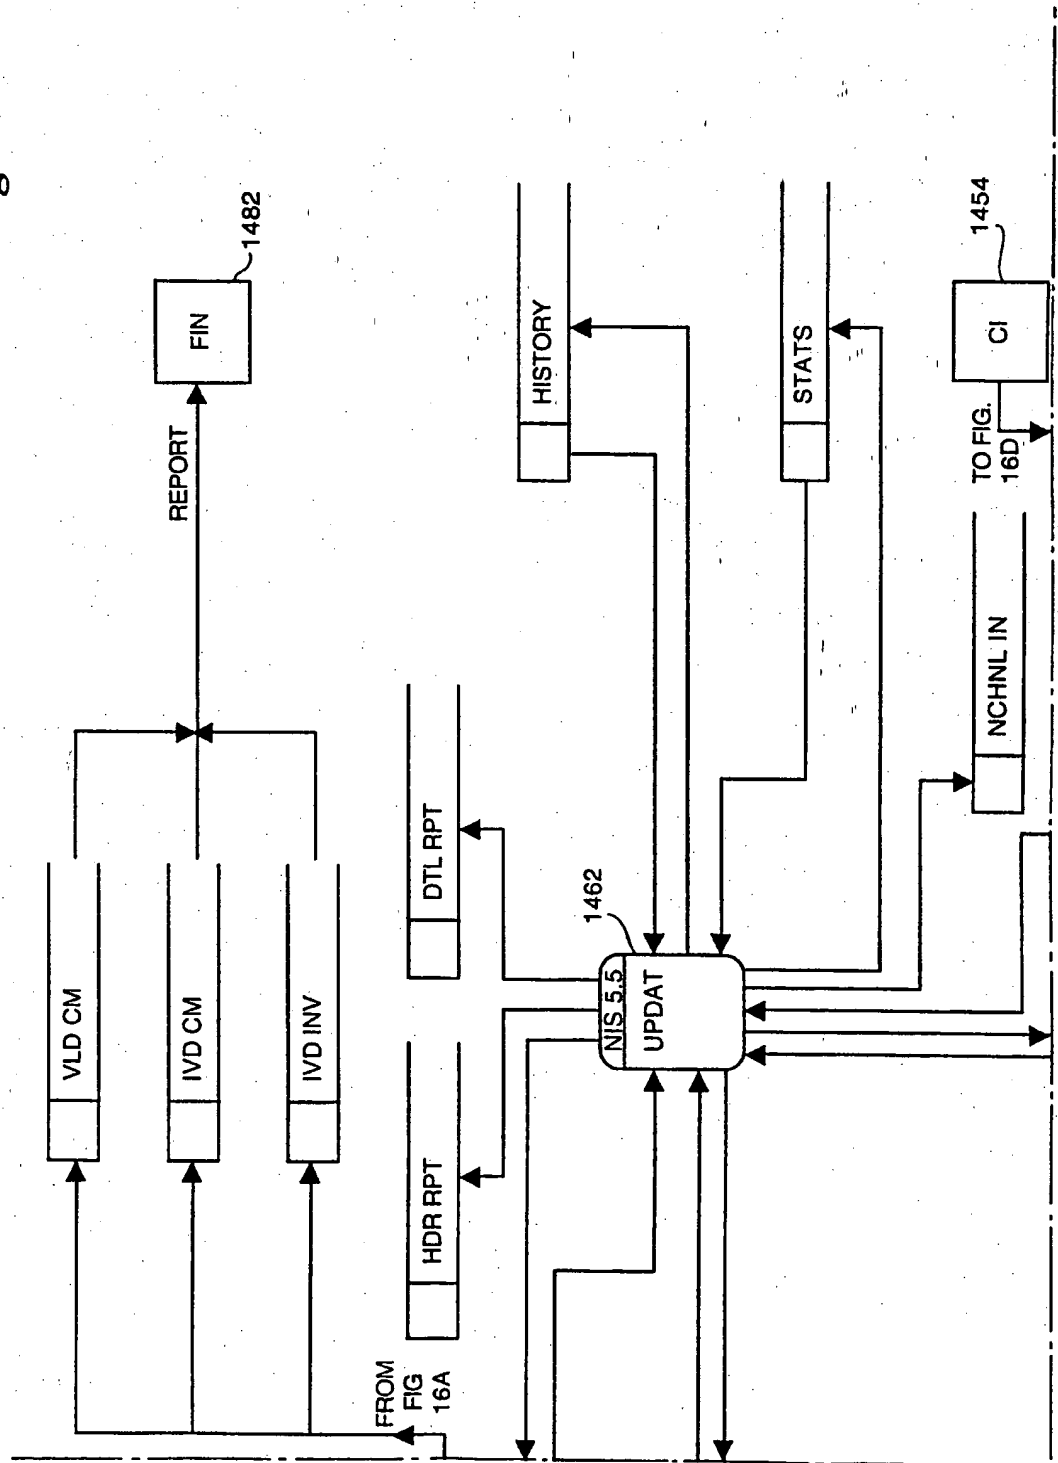 1482
FIN
REPORT
VLD CM
IVD CM
IVD INV
HISTORY
STATS
1454
CI
TO FIG.
16D
NCHNL IN
DTL RPT
HDR RPT
1462
NIS 5.5
UPDAT
FROM
FIG
16A